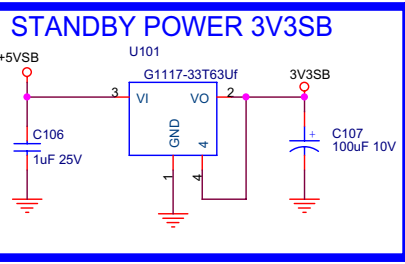 STANDBY POWER 3V3SB
+5VSB
U101
G1117-33T63Uf
3V3SB
3
VI
VO
2
GND
4
C106
1uF 25V
+
C107
100uF 10V
1
4